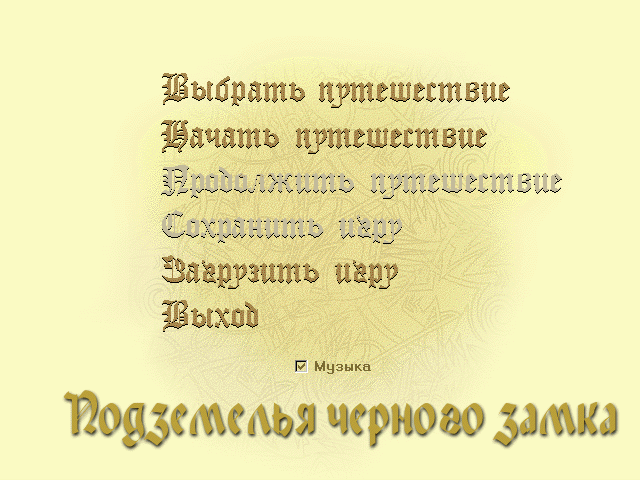 Выбрать путешествие
Начать путешествие
Продолжить путешествие
Сохранить игру
Загрузить игру
Выход
Музыка
Подземелья черного замка